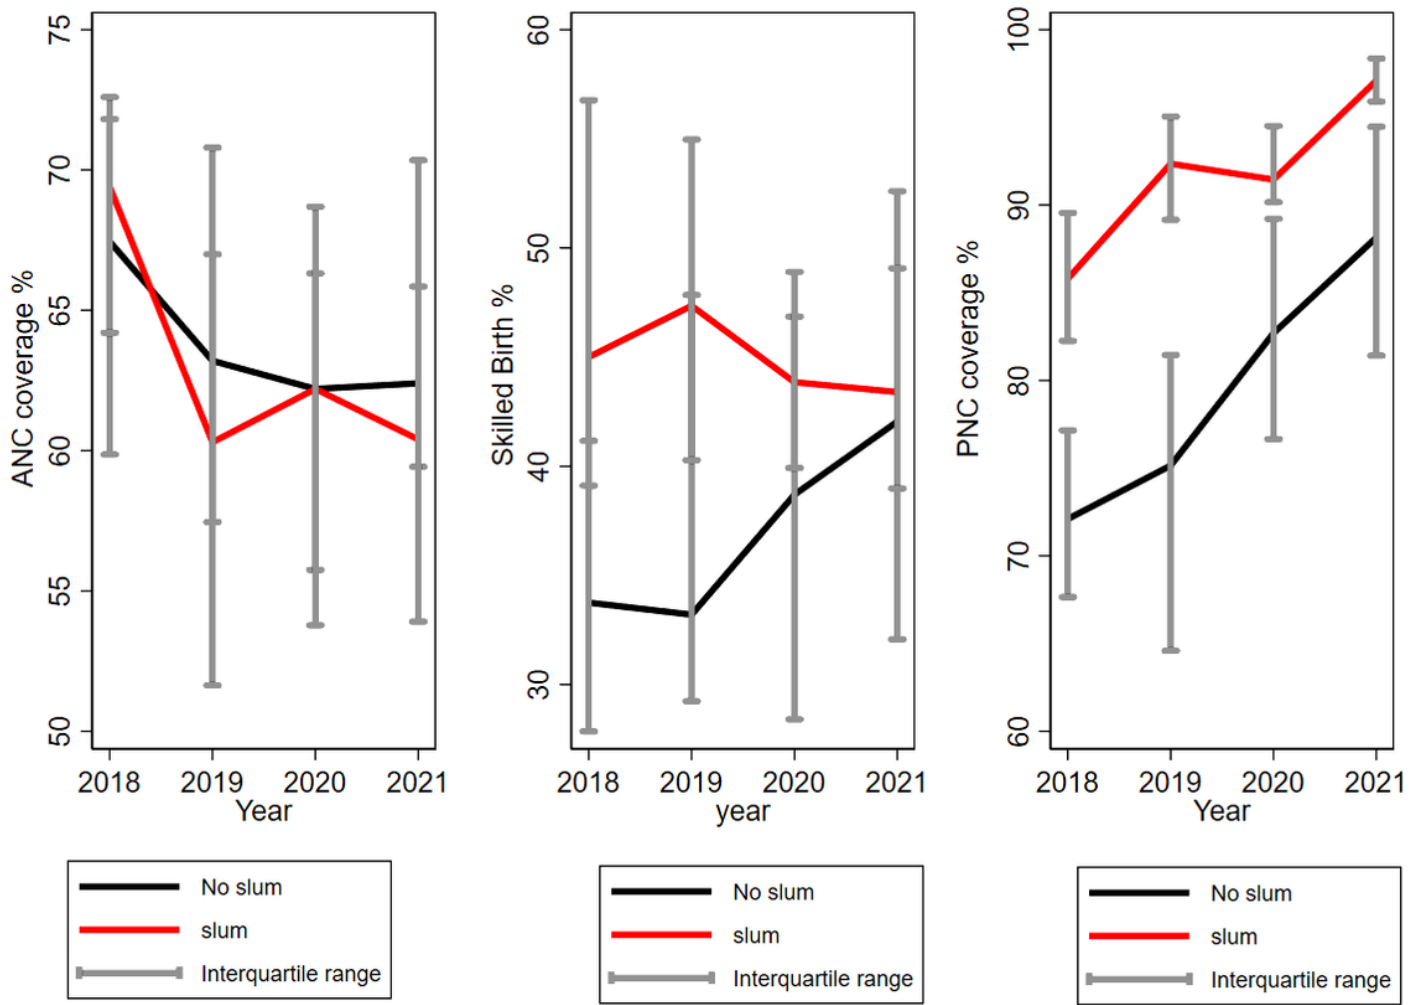 ANC coverage %
75
70
65
60
55
50
2018 2019 2020 2021
Year
No slum
slum
Interquartile range
Skilled Birth %
60
50
40
30
2018 2019 2020 2021
year
No slum
slum
Interquartile range
PNC coverage %
100
90
80
70
60
2018 2019 2020 2021
Year
No slum
slum
Interquartile range